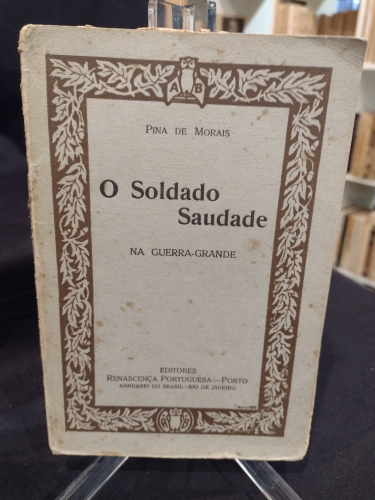 A B
PINA DE MORAIS
O Soldado
Saudade
NA GUERRA-GRANDE
EDITORES
RENASCENÇA PORTUGUESA—PORTO
ANNUARIO DO BRASIL—RIO DE JANEIRO